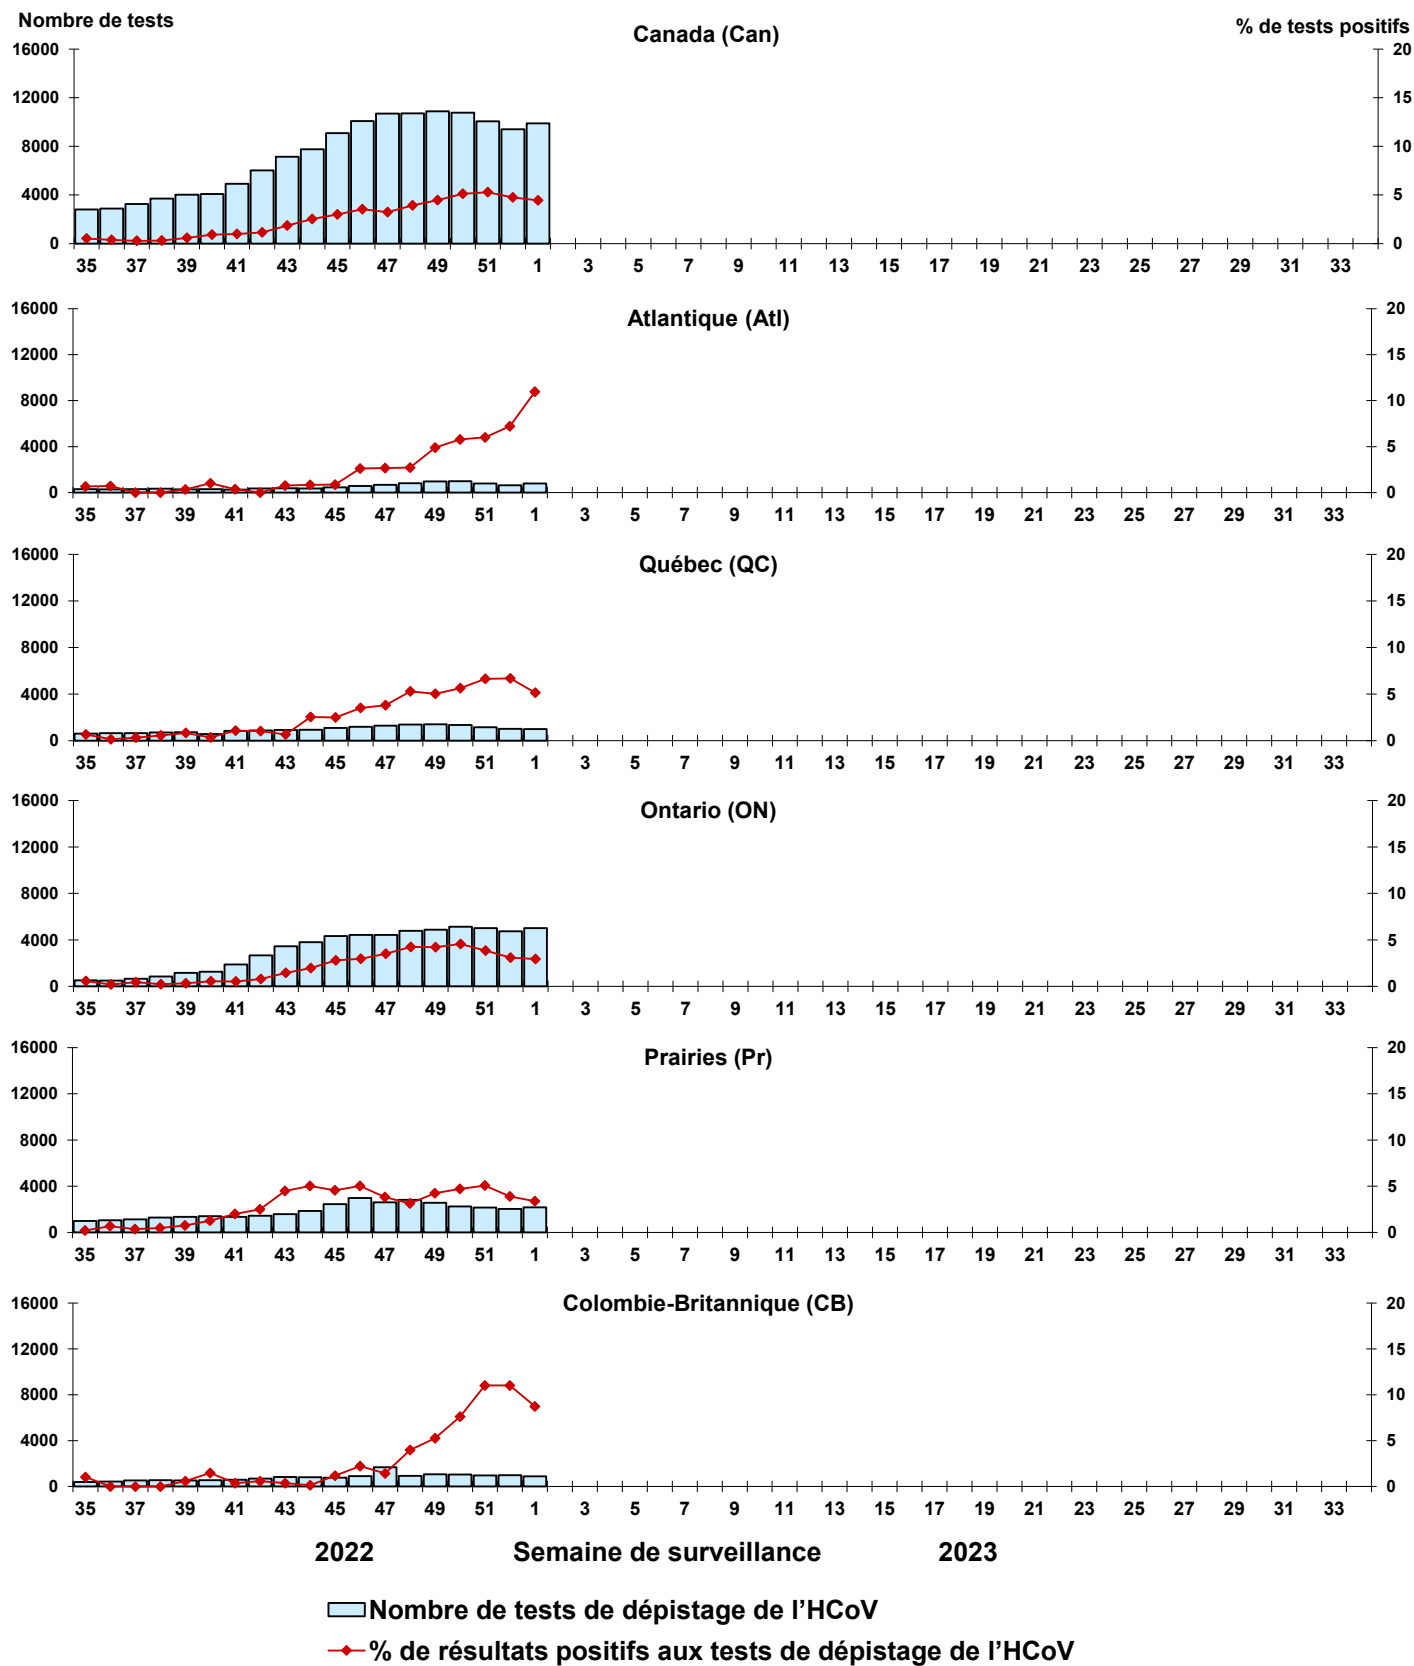 Nombre de tests
Canada (Can)
% de tests positifs
16000 20
12000 15
8000 10
4000 5
0 0
35 37 39 41 43 45 47 49 51 1 3 5 7 9 11 13 15 17 19 21 23 25 27 29 31 33
Atlantique (Atl)
16000 20
12000 15
8000 10
4000 5
0 0
35 37 39 41 43 45 47 49 51 1 3 5 7 9 11 13 15 17 19 21 23 25 27 29 31 33
Québec (QC)
16000 20
12000 15
8000 10
4000 5
0 0
35 37 39 41 43 45 47 49 51 1 3 5 7 9 11 13 15 17 19 21 23 25 27 29 31 33
Ontario (ON)
16000 20
12000 15
8000 10
4000 5
0 0
35 37 39 41 43 45 47 49 51 1 3 5 7 9 11 13 15 17 19 21 23 25 27 29 31 33
Prairies (Pr)
16000 20
12000 15
8000 10
4000 5
0 0
35 37 39 41 43 45 47 49 51 1 3 5 7 9 11 13 15 17 19 21 23 25 27 29 31 33
Colombie-Britannique (CB)
16000 20
12000 15
8000 10
4000 5
0 0
35 37 39 41 43 45 47 49 51 1 3 5 7 9 11 13 15 17 19 21 23 25 27 29 31 33
2022 Semaine de surveillance 2023
Nombre de tests de dépistage de l’HCoV
% de résultats positifs aux tests de dépistage de l’HCoV